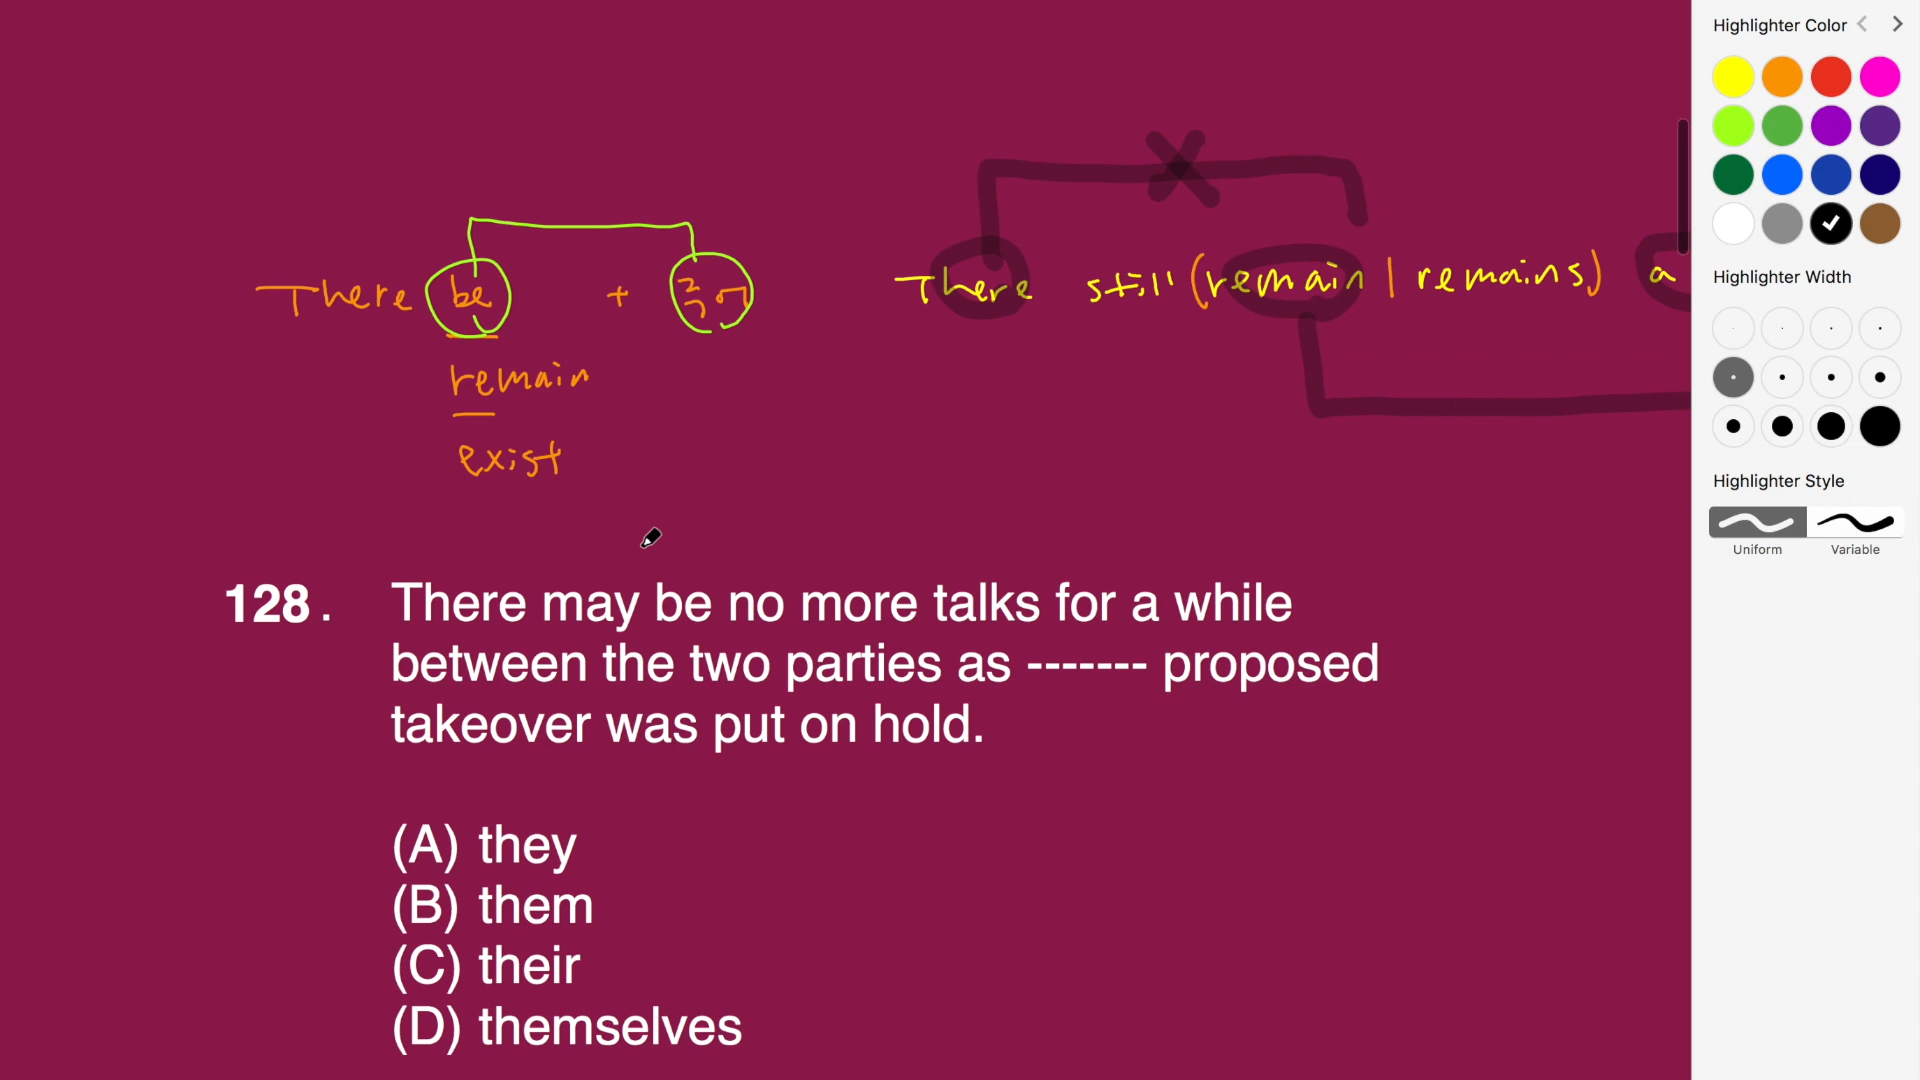 Highlighter Color
There be + 주어
There still (remain | remains) a
Highlighter Width
remain
exist
Highlighter Style
Uniform Variable
128. There may be no more talks for a while
between the two parties as ------- proposed
takeover was put on hold.
(A) they
(B) them
(C) their
(D) themselves